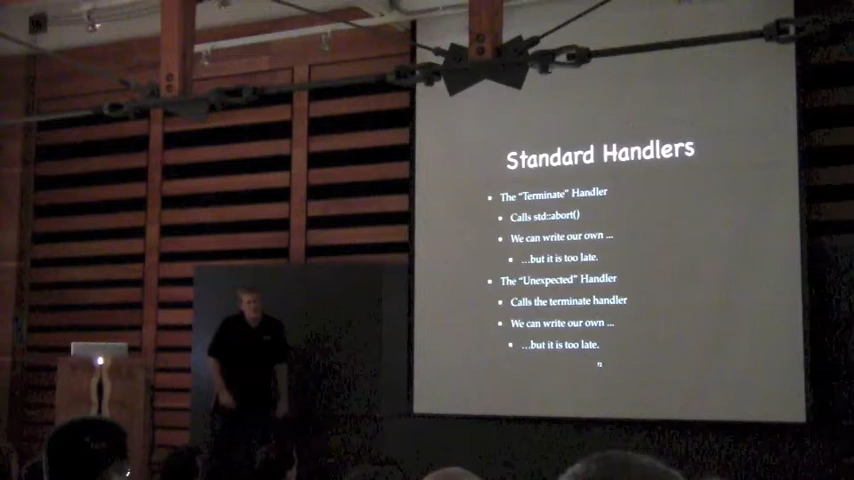 Standard Handlers
The “Terminate” Handler
Calls std::abort()
We can write our own ...
...but it is too late.
The “Unexpected” Handler
Calls the terminate handler
We can write our own ...
...but it is too late.